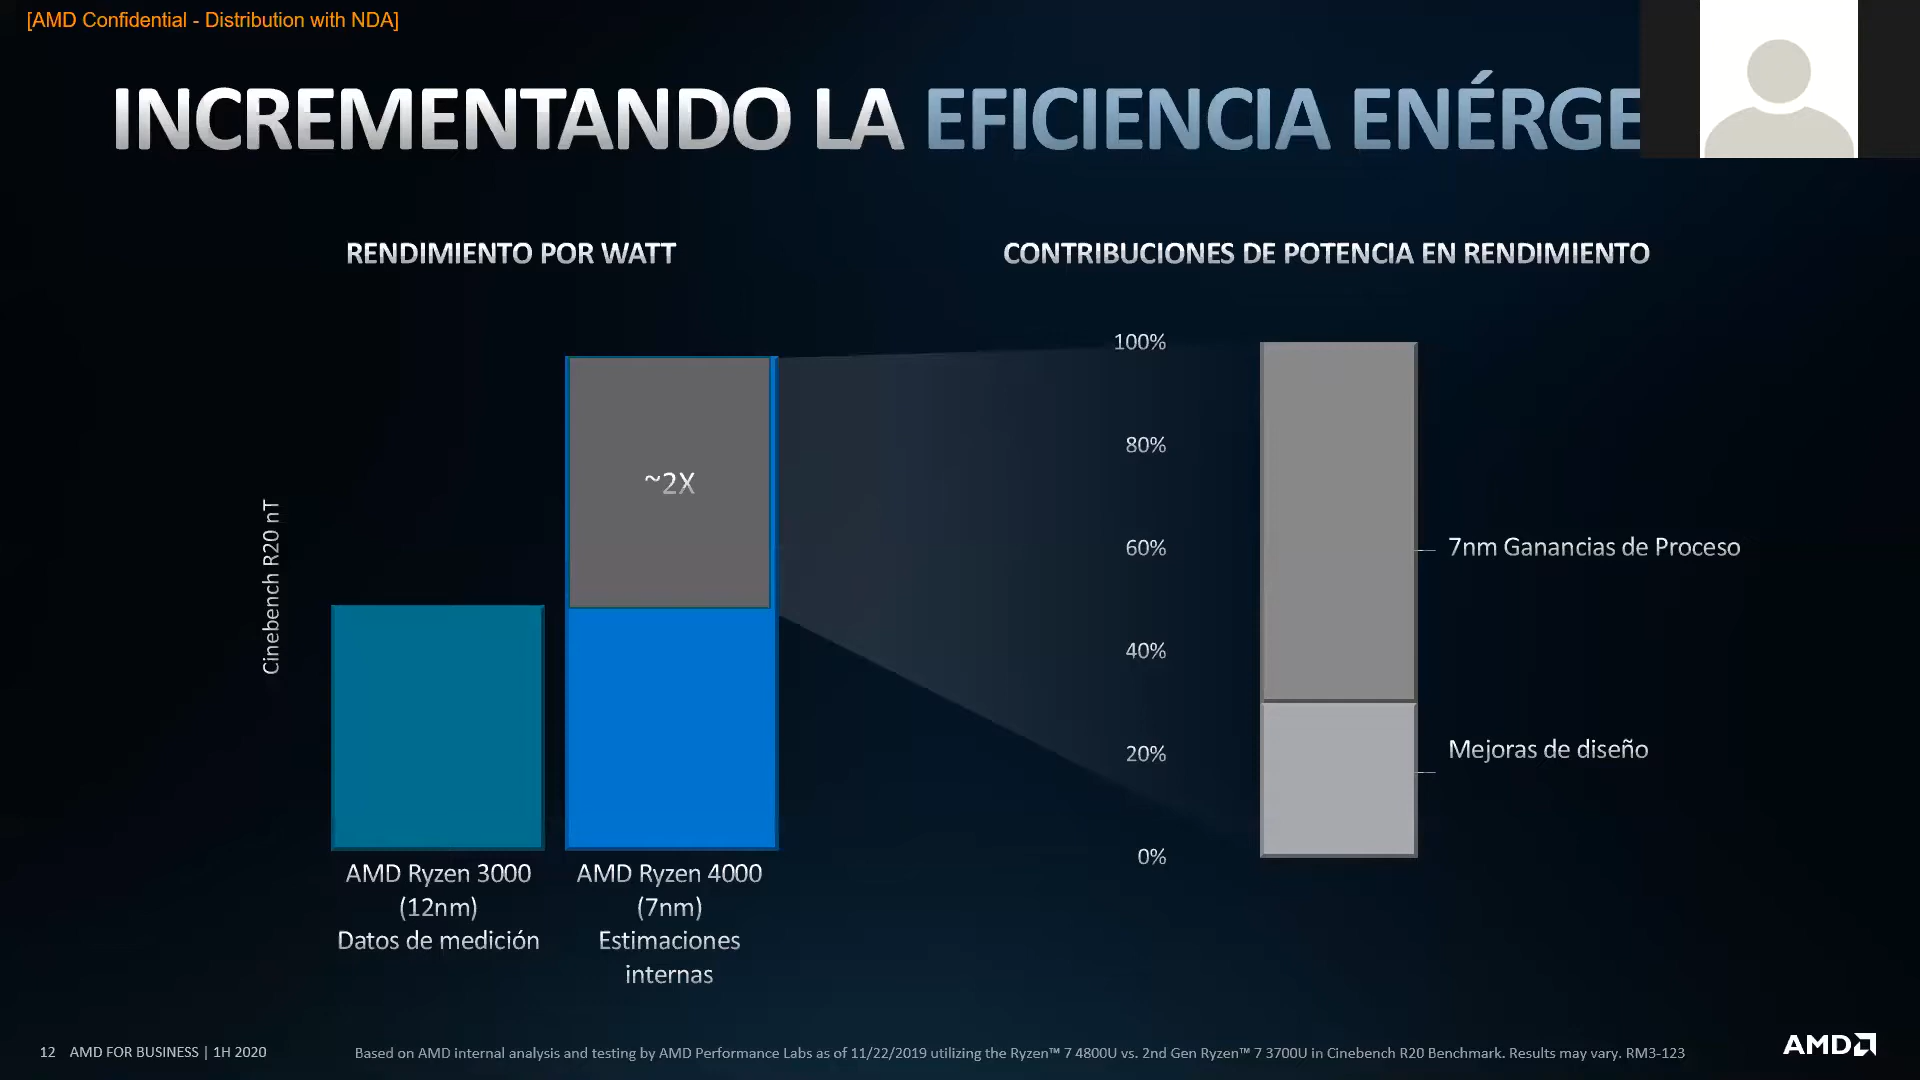 [AMD Confidential - Distribution with NDA]
INCREMENTANDO LA EFICIENCIA ENÉRGE
RENDIMIENTO POR WATT
CONTRIBUCIONES DE POTENCIA EN RENDIMIENTO
Cinebench R20 nT
~2X
AMD Ryzen 3000
(12nm)
Datos de medición
AMD Ryzen 4000
(7nm)
Estimaciones
internas
100%
80%
60%
40%
20%
0%
7nm Ganancias de Proceso
Mejoras de diseño
12 AMD FOR BUSINESS | 1H 2020
Based on AMD internal analysis and testing by AMD Performance Labs as of 11/22/2019 utilizing the Ryzen™ 7 4800U vs. 2nd Gen Ryzen™ 7 3700U in Cinebench R20 Benchmark. Results may vary. RM3-123
AMD